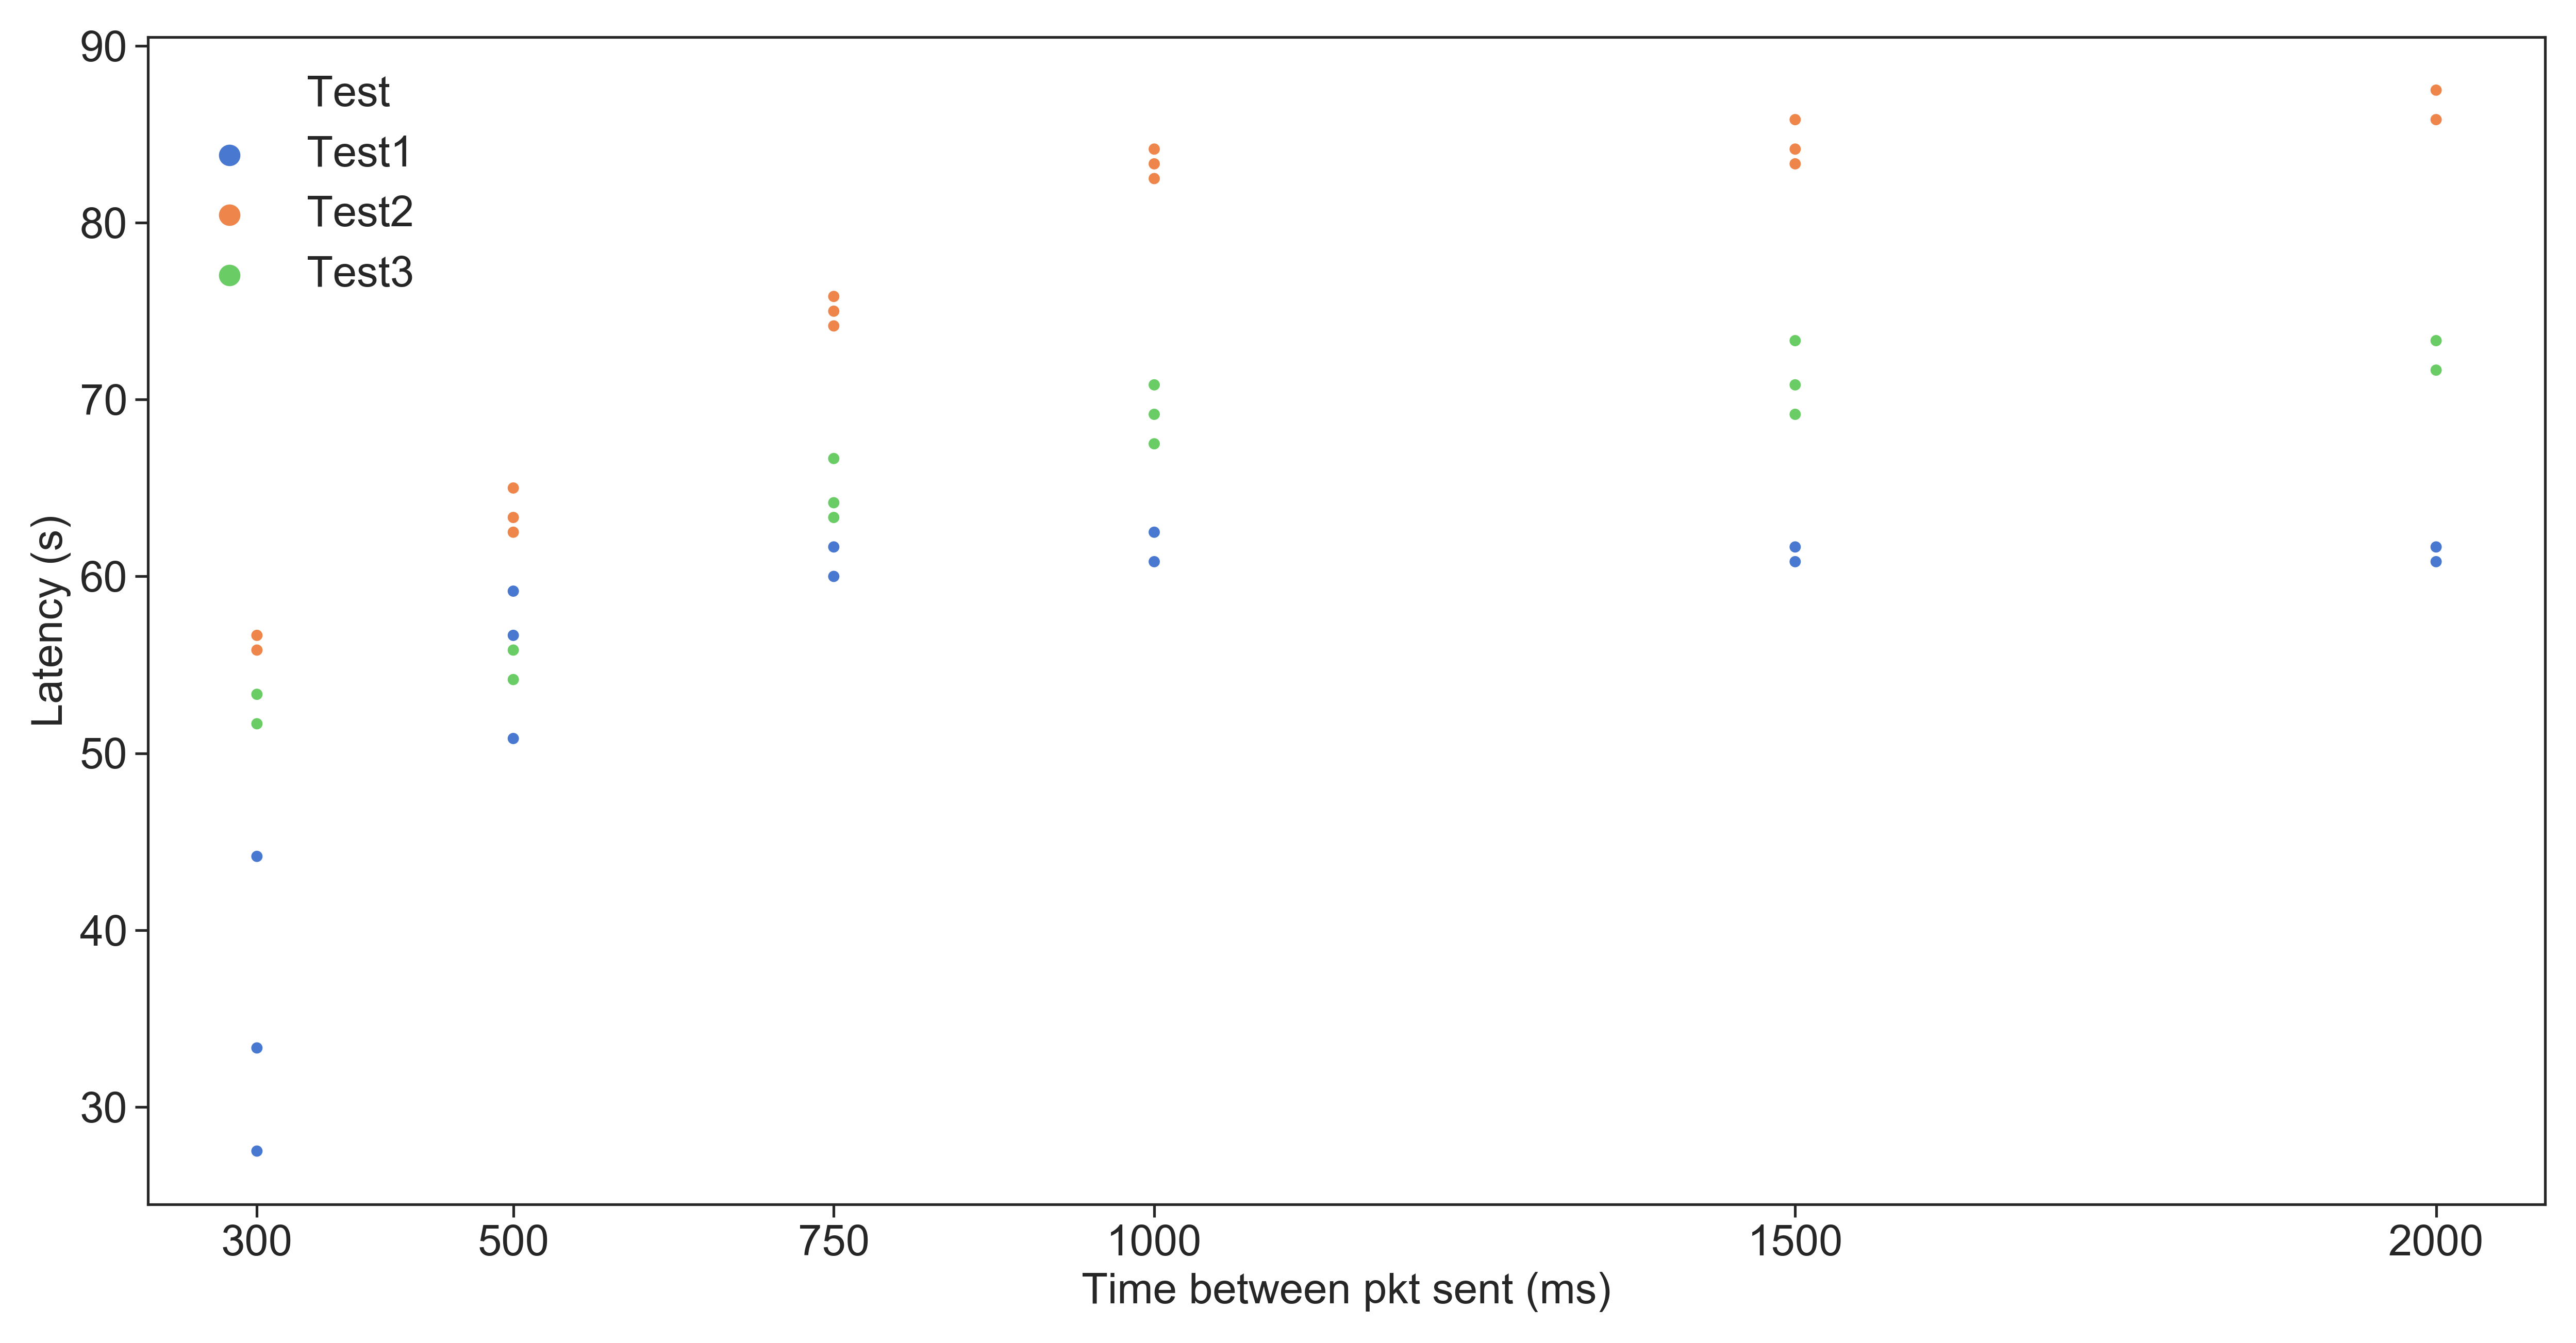 90
80
70
60
50
40
30
Latency (s)
Test
Test1
Test2
Test3
300 500 750 1000 1500 2000
Time between pkt sent (ms)